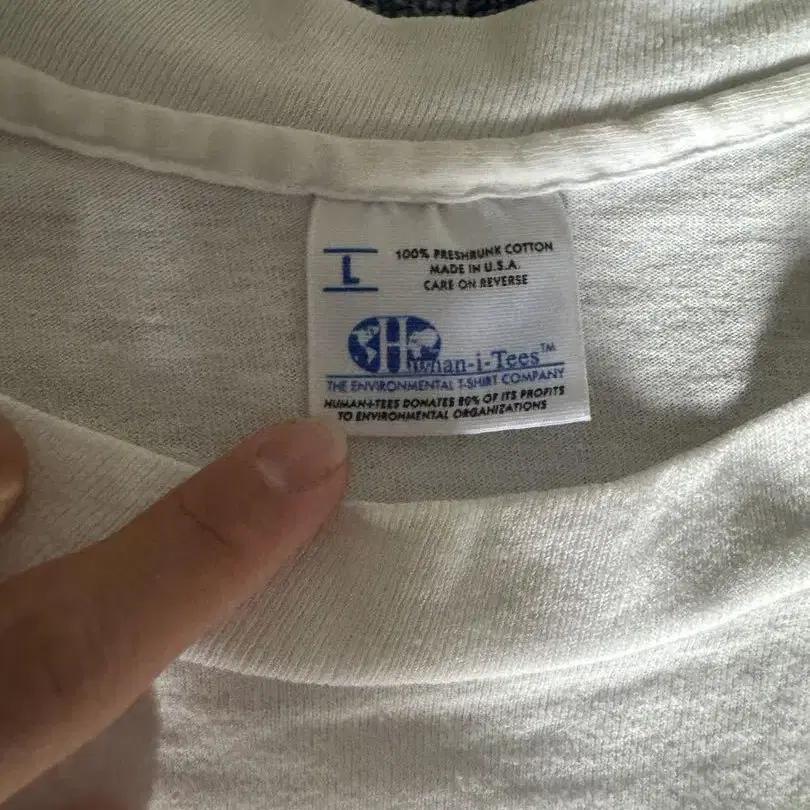 L
100% PRESHRUNK COTTON
MADE IN U.S.A.
CARE ON REVERSE
Human-i-Tees™
THE ENVIRONMENTAL T-SHIRT COMPANY
HUMAN-I-TEES DONATES 80% OF ITS PROFITS
TO ENVIRONMENTAL ORGANIZATIONS